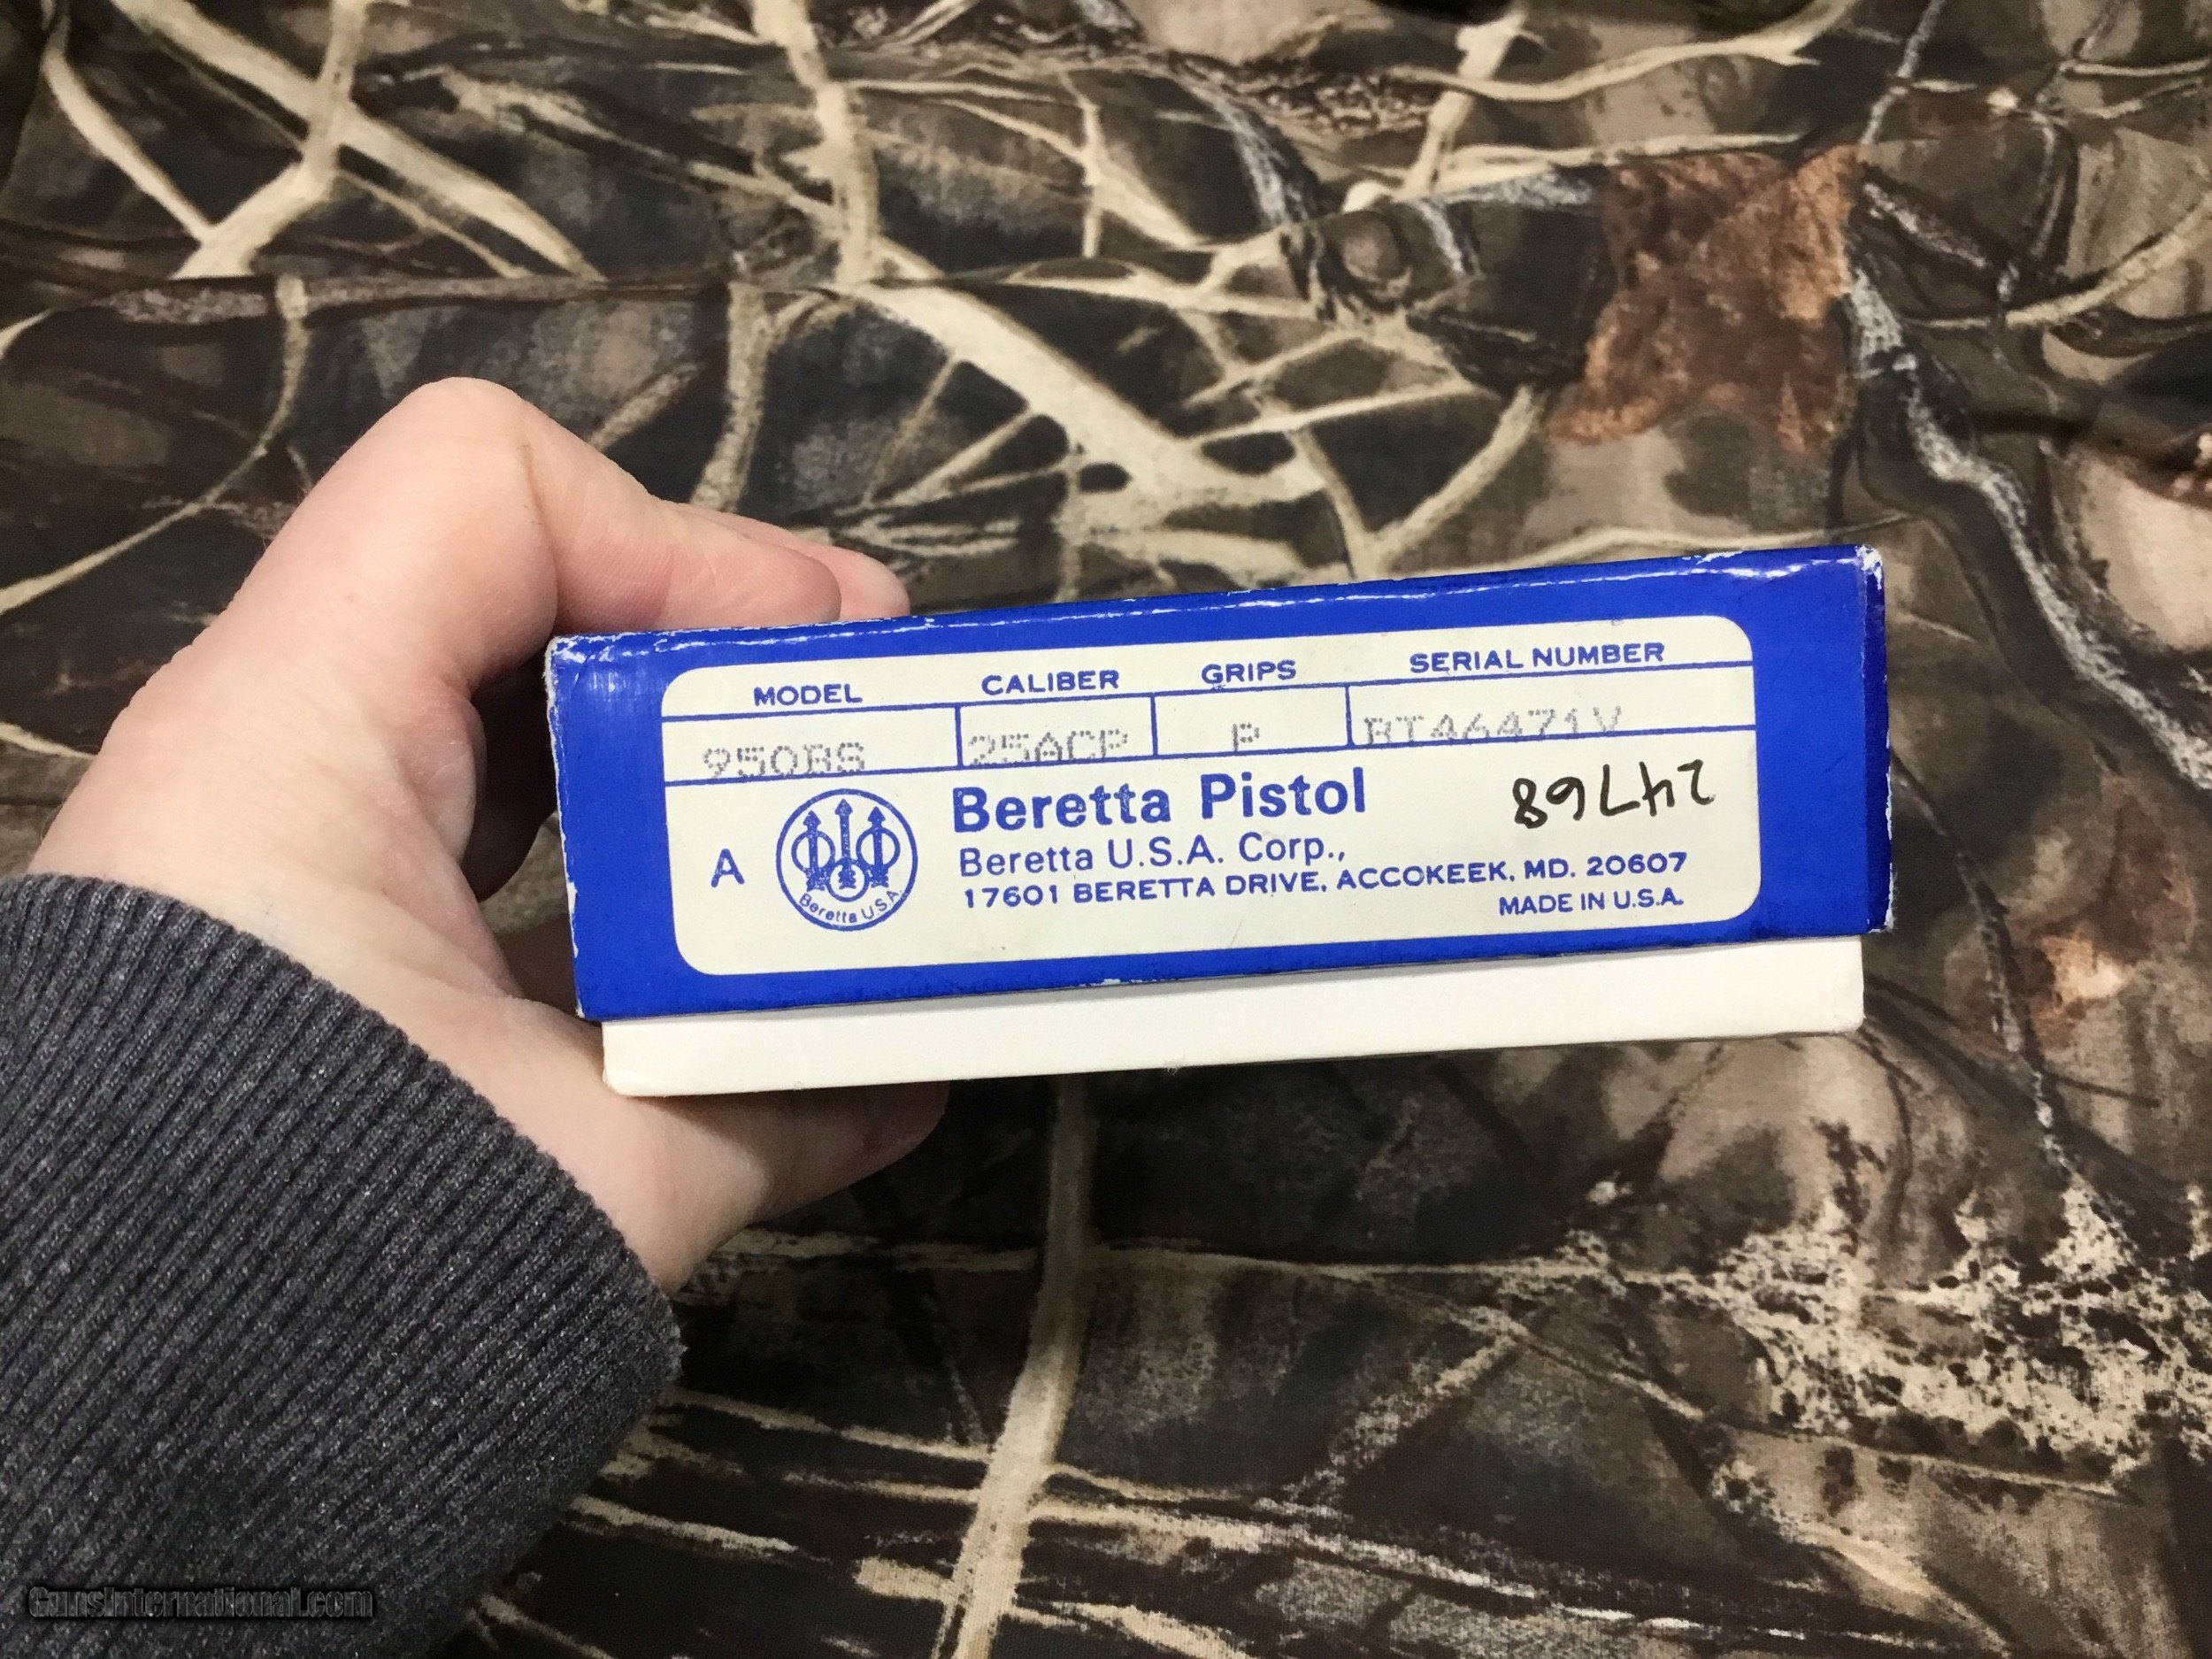 MODEL CALIBER GRIPS SERIAL NUMBER
950BS 25ACP P BT46471V
24768
Beretta Pistol
A Beretta U.S.A. Corp.,
17601 BERETTA DRIVE, ACCOKEEK, MD. 20607
MADE IN U.S.A.
Beretta U.S.A.
GunsInternational.com